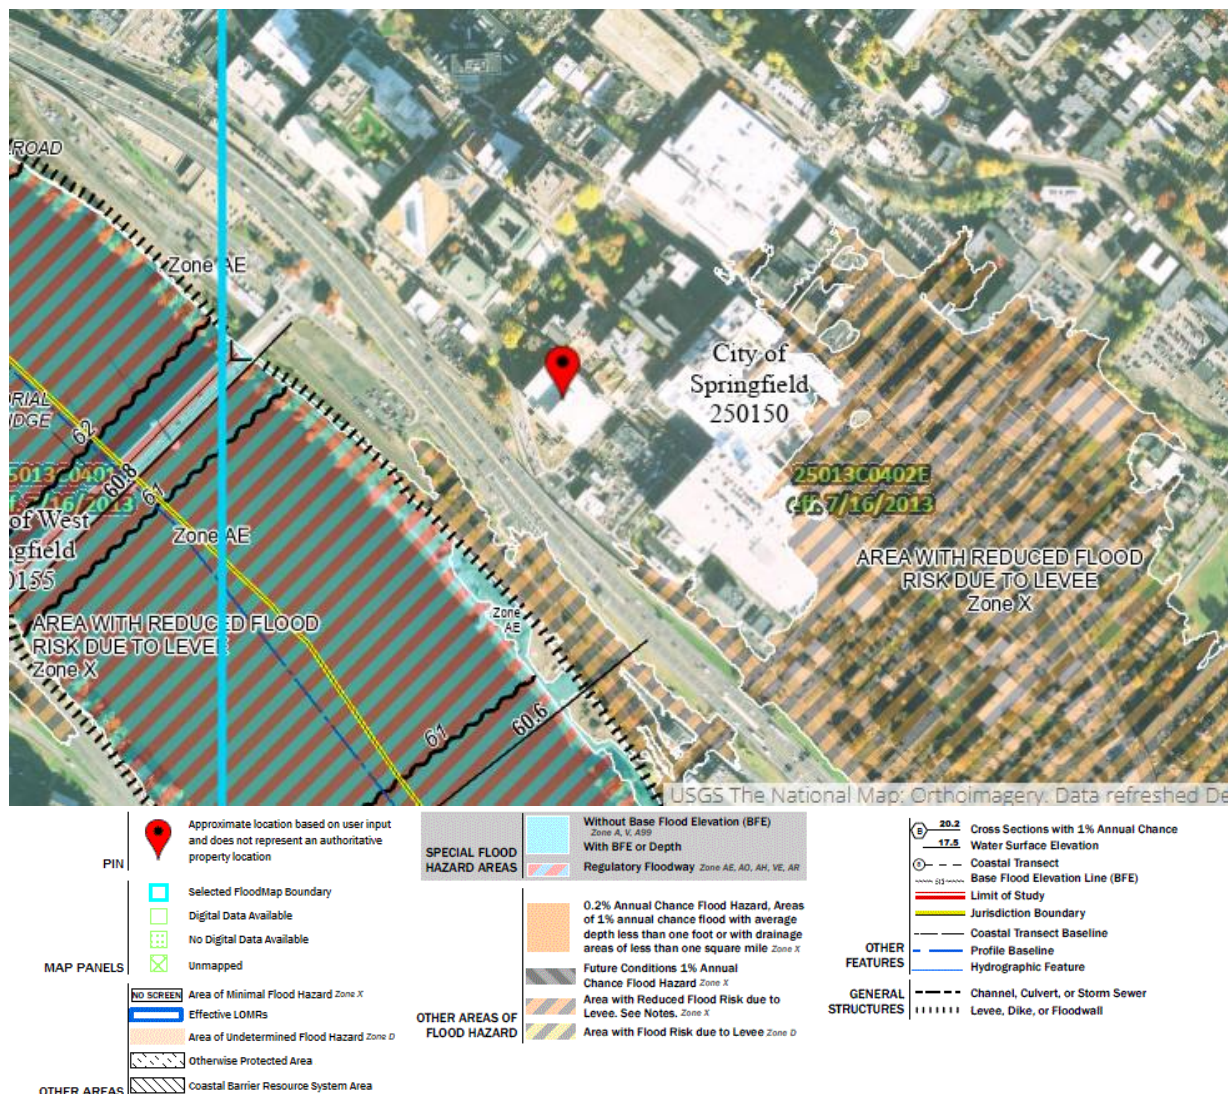 ROAD
Zone AE
City of
Springfield
250150
62
60.8
61
25013C0402E
eff. 7/16/2013
of West
Zone AE
AREA WITH REDUCED FLOOD
RISK DUE TO LEVEE
Zone X
Zone
AE
AREA WITH REDUCED FLOOD
RISK DUE TO LEVEE
Zone X
61
60.6
USGS The National Map: Orthoimagery. Data refreshed De
PIN
Approximate location based on user input
and does not represent an authoritative
property location
MAP PANELS
Selected FloodMap Boundary
Digital Data Available
No Digital Data Available
Unmapped
OTHER AREAS
NO SCREEN Area of Minimal Flood Hazard Zone X
Effective LOMRs
Area of Undetermined Flood Hazard Zone D
Otherwise Protected Area
Coastal Barrier Resource System Area
SPECIAL FLOOD
HAZARD AREAS
Without Base Flood Elevation (BFE)
Zone A, V, A99
With BFE or Depth
Regulatory Floodway Zone AE, AO, AH, VE, AR
OTHER AREAS OF
FLOOD HAZARD
0.2% Annual Chance Flood Hazard, Areas
of 1% annual chance flood with average
depth less than one foot or with drainage
areas of less than one square mile Zone X
Future Conditions 1% Annual
Chance Flood Hazard Zone X
Area with Reduced Flood Risk due to
Levee. See Notes. Zone X
Area with Flood Risk due to Levee Zone D
OTHER
FEATURES
B 20.2 Cross Sections with 1% Annual Chance
17.5 Water Surface Elevation
8 Coastal Transect
513 Base Flood Elevation Line (BFE)
Limit of Study
Jurisdiction Boundary
Coastal Transect Baseline
Profile Baseline
Hydrographic Feature
GENERAL
STRUCTURES
Channel, Culvert, or Storm Sewer
Levee, Dike, or Floodwall